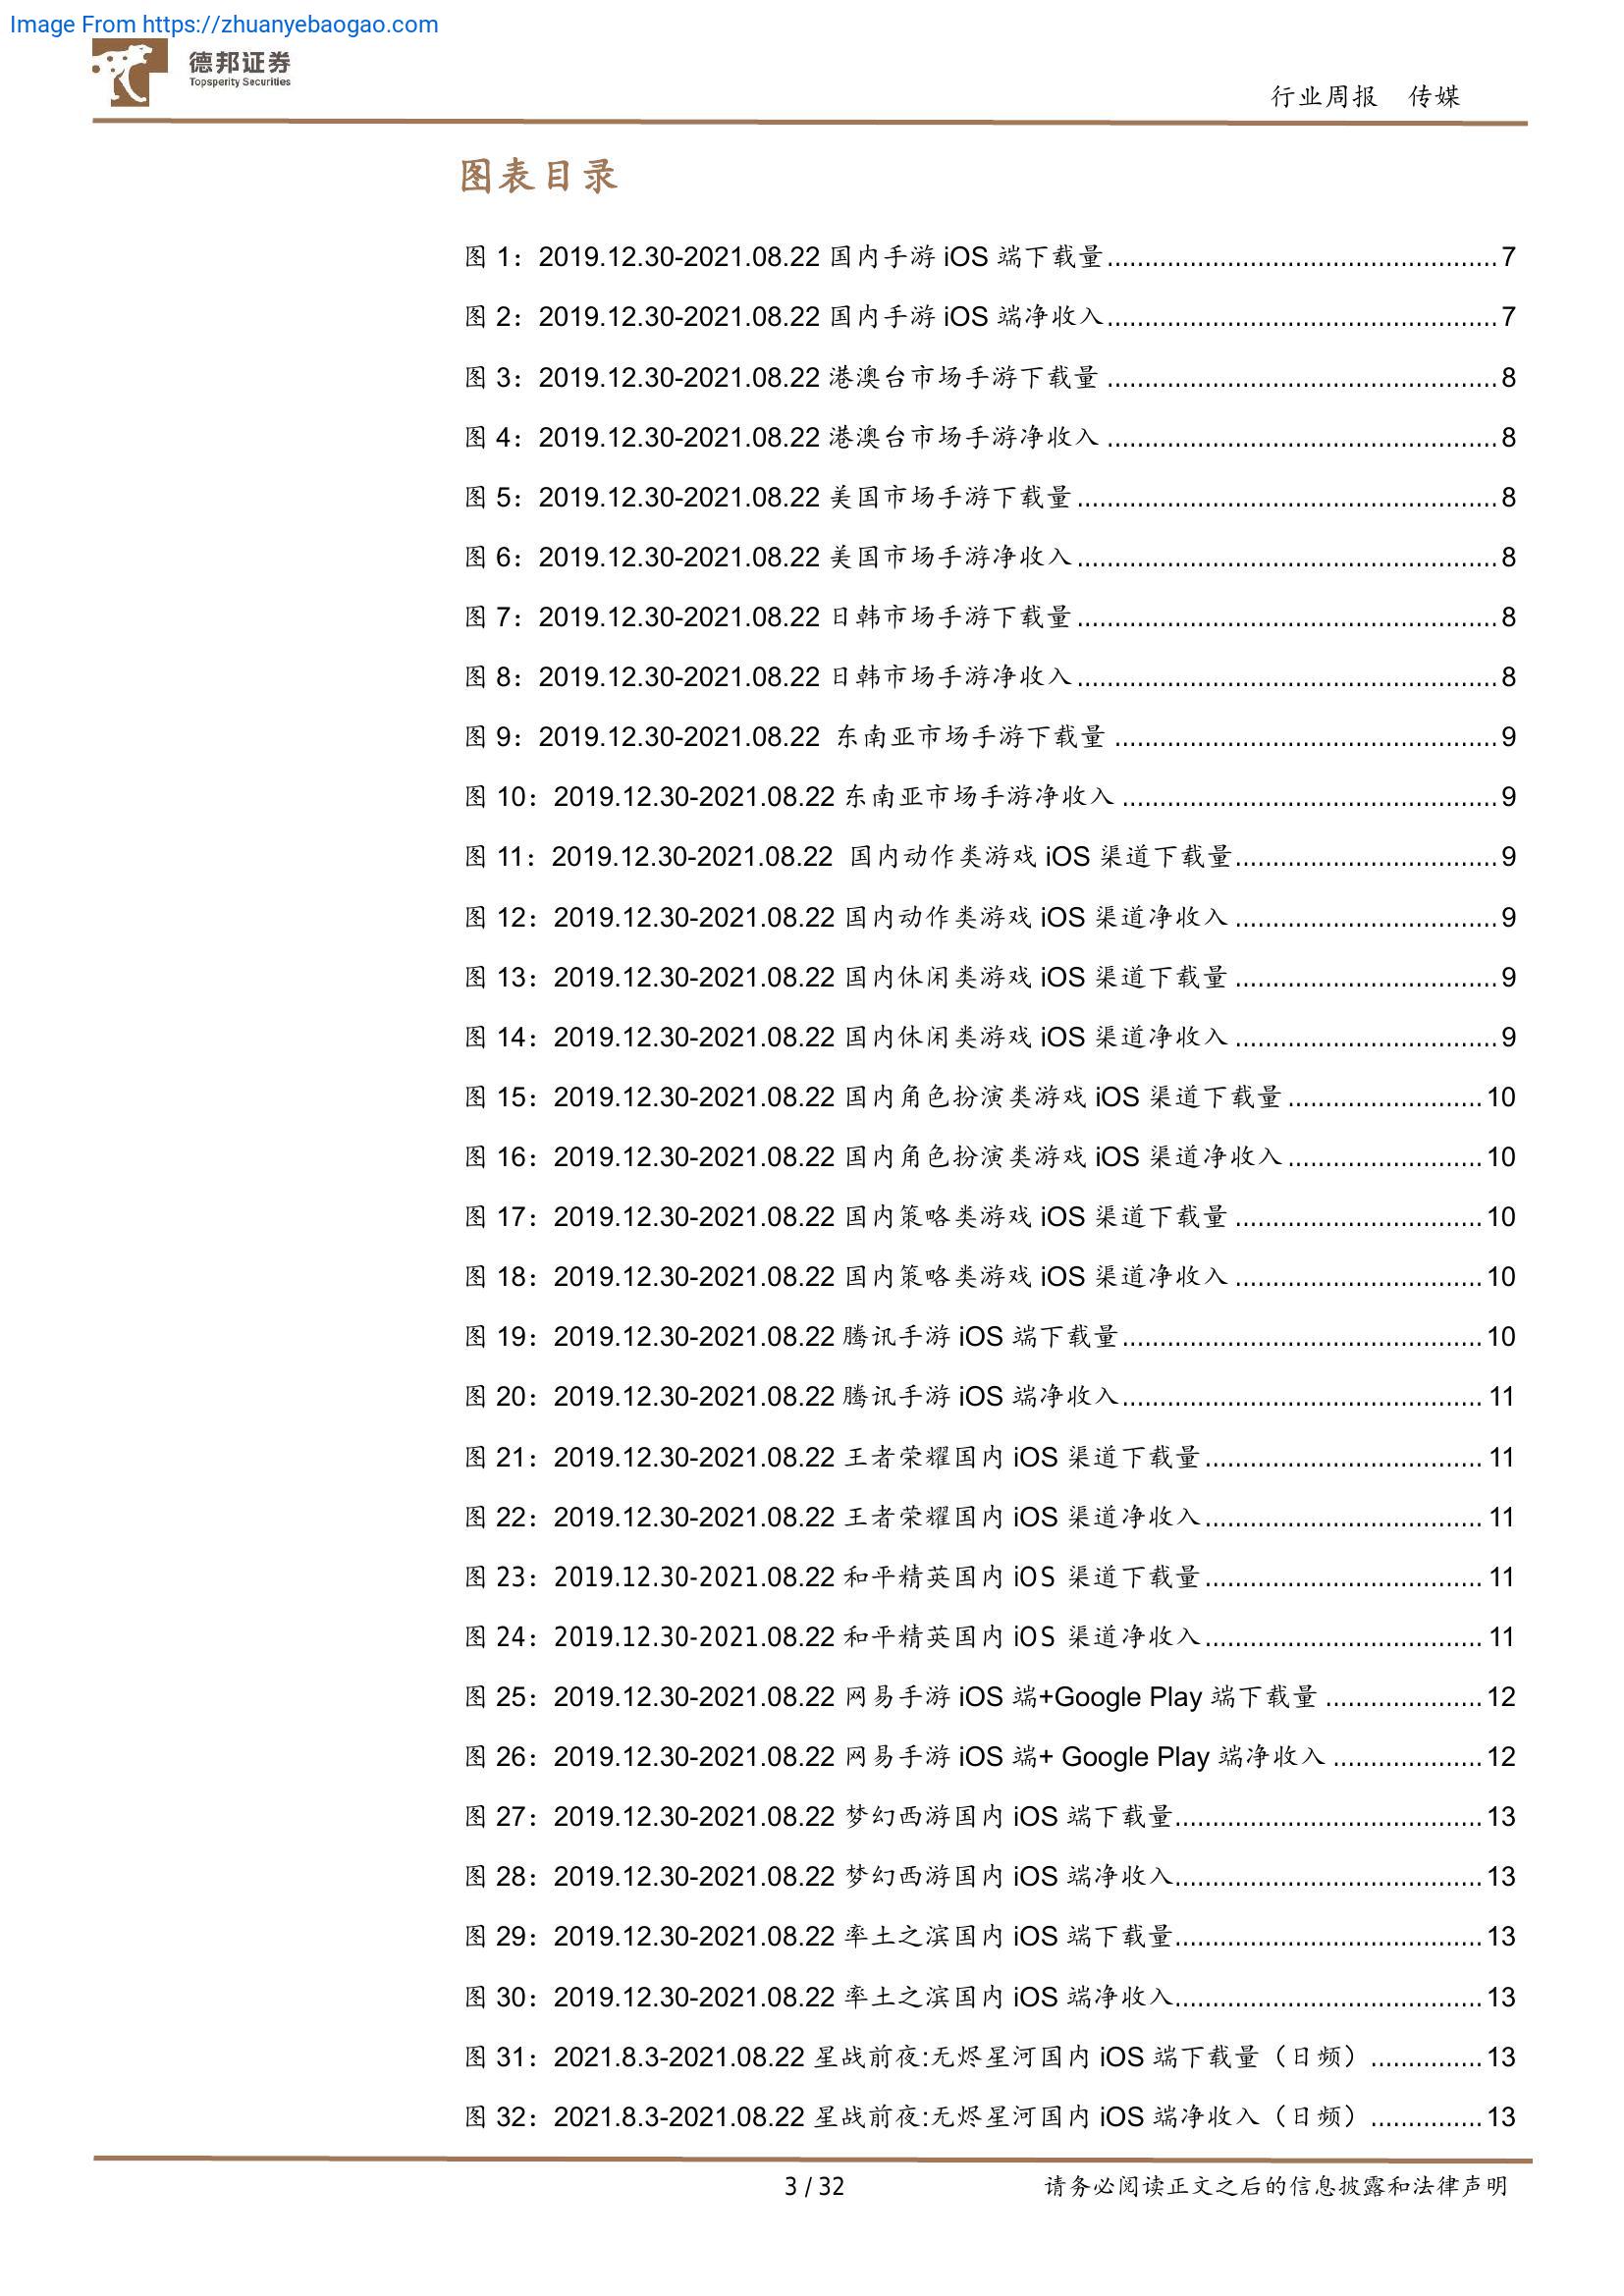 Image From https://zhuanyebaogao.com
德邦证券
Topsperity Securities
行业周报 传媒
图表目录
图 1：2019.12.30-2021.08.22 国内手游 iOS 端下载量....................................................7
图 2：2019.12.30-2021.08.22 国内手游 iOS 端净收入....................................................7
图 3：2019.12.30-2021.08.22 港澳台市场手游下载量 ....................................................8
图 4：2019.12.30-2021.08.22 港澳台市场手游净收入 ....................................................8
图 5：2019.12.30-2021.08.22 美国市场手游下载量........................................................8
图 6：2019.12.30-2021.08.22 美国市场手游净收入........................................................8
图 7：2019.12.30-2021.08.22 日韩市场手游下载量........................................................8
图 8：2019.12.30-2021.08.22 日韩市场手游净收入........................................................8
图 9：2019.12.30-2021.08.22 东南亚市场手游下载量 ...................................................9
图 10：2019.12.30-2021.08.22 东南亚市场手游净收入 ..................................................9
图 11：2019.12.30-2021.08.22 国内动作类游戏 iOS 渠道下载量...................................9
图 12：2019.12.30-2021.08.22 国内动作类游戏 iOS 渠道净收入 ...................................9
图 13：2019.12.30-2021.08.22 国内休闲类游戏 iOS 渠道下载量 ...................................9
图 14：2019.12.30-2021.08.22 国内休闲类游戏 iOS 渠道净收入 ...................................9
图 15：2019.12.30-2021.08.22 国内角色扮演类游戏 iOS 渠道下载量.......................... 10
图 16：2019.12.30-2021.08.22 国内角色扮演类游戏 iOS 渠道净收入.......................... 10
图 17：2019.12.30-2021.08.22 国内策略类游戏 iOS 渠道下载量 ................................. 10
图 18：2019.12.30-2021.08.22 国内策略类游戏 iOS 渠道净收入 ................................. 10
图 19：2019.12.30-2021.08.22 腾讯手游 iOS 端下载量................................................ 10
图 20：2019.12.30-2021.08.22 腾讯手游 iOS 端净收入................................................ 11
图 21：2019.12.30-2021.08.22 王者荣耀国内 iOS 渠道下载量..................................... 11
图 22：2019.12.30-2021.08.22 王者荣耀国内 iOS 渠道净收入..................................... 11
图 23：2019.12.30-2021.08.22 和平精英国内 iOS 渠道下载量..................................... 11
图 24：2019.12.30-2021.08.22 和平精英国内 iOS 渠道净收入..................................... 11
图 25：2019.12.30-2021.08.22 网易手游 iOS 端+Google Play 端下载量 ..................... 12
图 26：2019.12.30-2021.08.22 网易手游 iOS 端+ Google Play 端净收入 .................... 12
图 27：2019.12.30-2021.08.22 梦幻西游国内 iOS 端下载量......................................... 13
图 28：2019.12.30-2021.08.22 梦幻西游国内 iOS 端净收入......................................... 13
图 29：2019.12.30-2021.08.22 率土之滨国内 iOS 端下载量......................................... 13
图 30：2019.12.30-2021.08.22 率土之滨国内 iOS 端净收入......................................... 13
图 31：2021.8.3-2021.08.22 星战前夜:无烬星河国内 iOS 端下载量（日频）............... 13
图 32：2021.8.3-2021.08.22 星战前夜:无烬星河国内 iOS 端净收入（日频）............... 13
3 / 32
请务必阅读正文之后的信息披露和法律声明